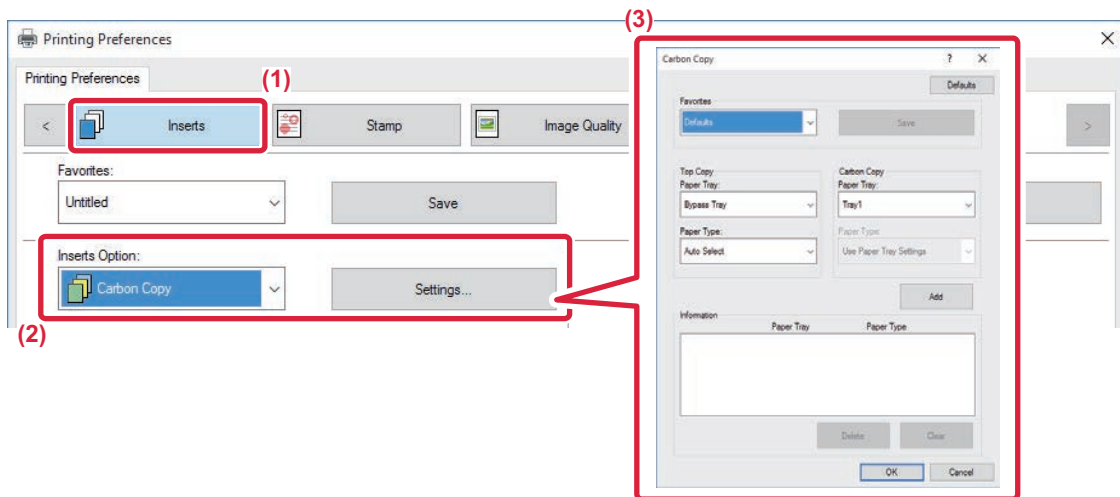 (3)
Printing Preferences
Printing Preferences
(1)
<
Inserts
Stamp
Image Quality
>
Favorites:
Untitled
Save
Inserts Option:
Carbon Copy
Settings...
(2)
Carbon Copy
?
Defaults
Favorites
Defaults
Save
Top Copy
Carbon Copy
Paper Tray:
Paper Tray:
Bypass Tray
Tray1
Paper Type:
Paper Type:
Auto Select
Use Paper Tray Settings
Add
Information
Paper Tray
Paper Type
Delete
Clear
OK
Cancel